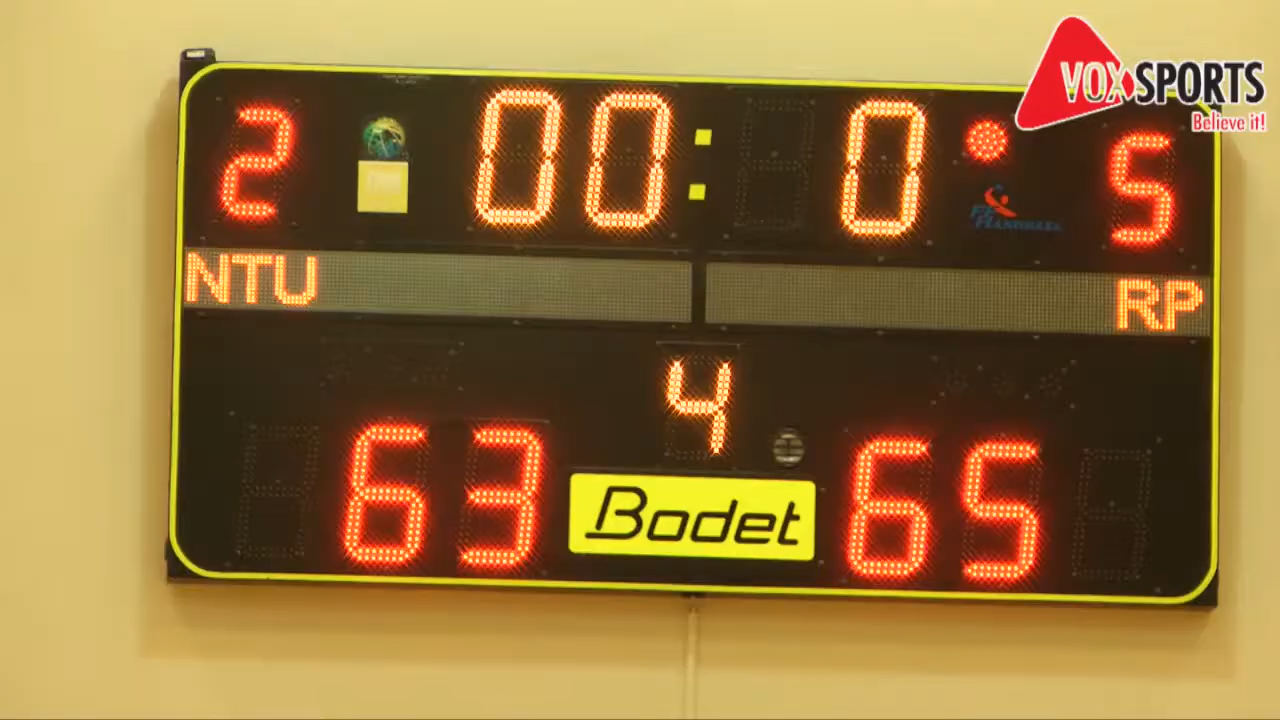 VOXSPORTS
Believe it!
2 00: 0 5
NTU RP
4
63 65
Bodet